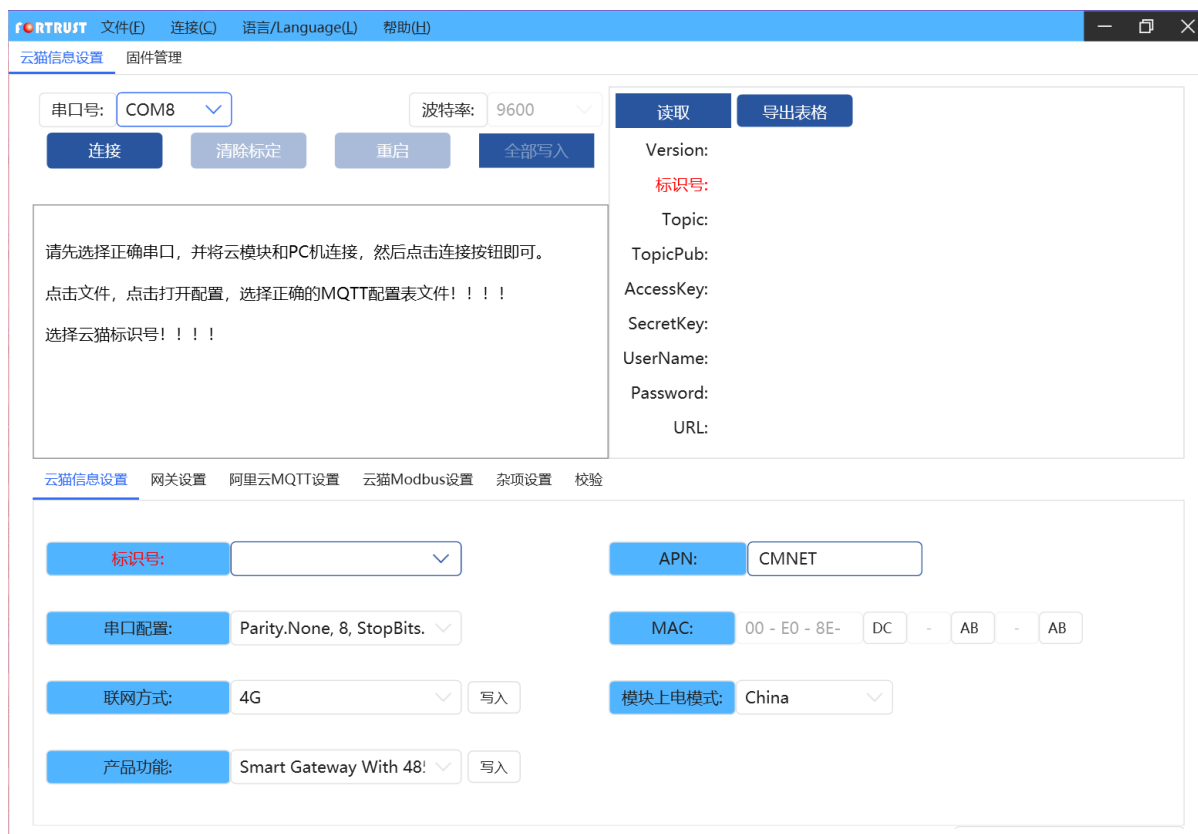 FORTRUST 文件(F) 连接(C) 语言/Language(L) 帮助(H)
云猫信息设置 固件管理
串口号: COM8 波特率: 9600
连接 清除标定 重启 全部写入
请先选择正确串口，并将云模块和PC机连接，然后点击连接按钮即可。
点击文件，点击打开配置，选择正确的MQTT配置表文件！！！！
选择云猫标识号！！！！
读取 导出表格
Version:
标识号:
Topic:
TopicPub:
AccessKey:
SecretKey:
UserName:
Password:
URL:
云猫信息设置 网关设置 阿里云MQTT设置 云猫Modbus设置 杂项设置 校验
标识号: APN: CMNET
串口配置: Parity.None, 8, StopBits. MAC: 00 - E0 - 8E- DC - AB - AB
联网方式: 4G 写入 模块上电模式: China
产品功能: Smart Gateway With 48! 写入